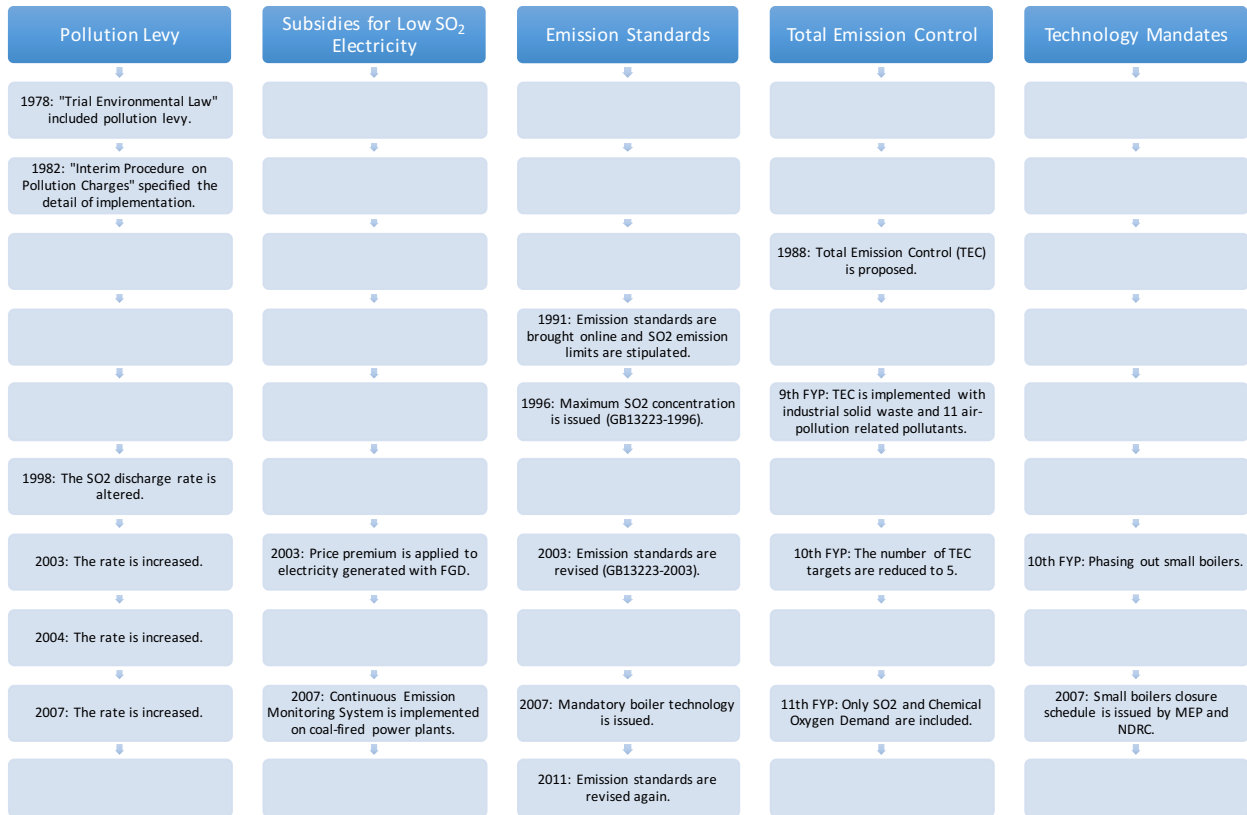 Pollution Levy
Subsidies for Low SO₂
Electricity
Emission Standards
Total Emission Control
Technology Mandates
1978: "Trial Environmental Law"
included pollution levy.
1982: "Interim Procedure on
Pollution Charges" specified the
detail of implementation.
1988: Total Emission Control (TEC)
is proposed.
1991: Emission standards are
brought online and SO2 emission
limits are stipulated.
1996: Maximum SO2 concentration
is issued (GB13223-1996).
9th FYP: TEC is implemented with
industrial solid waste and 11 air-
pollution related pollutants.
1998: The SO2 discharge rate is
altered.
2003: The rate is increased.
2003: Price premium is applied to
electricity generated with FGD.
2003: Emission standards are
revised (GB13223-2003).
10th FYP: The number of TEC
targets are reduced to 5.
10th FYP: Phasing out small boilers.
2004: The rate is increased.
2007: The rate is increased.
2007: Continuous Emission
Monitoring System is implemented
on coal-fired power plants.
2007: Mandatory boiler technology
is issued.
11th FYP: Only SO2 and Chemical
Oxygen Demand are included.
2007: Small boilers closure
schedule is issued by MEP and
NDRC.
2011: Emission standards are
revised again.